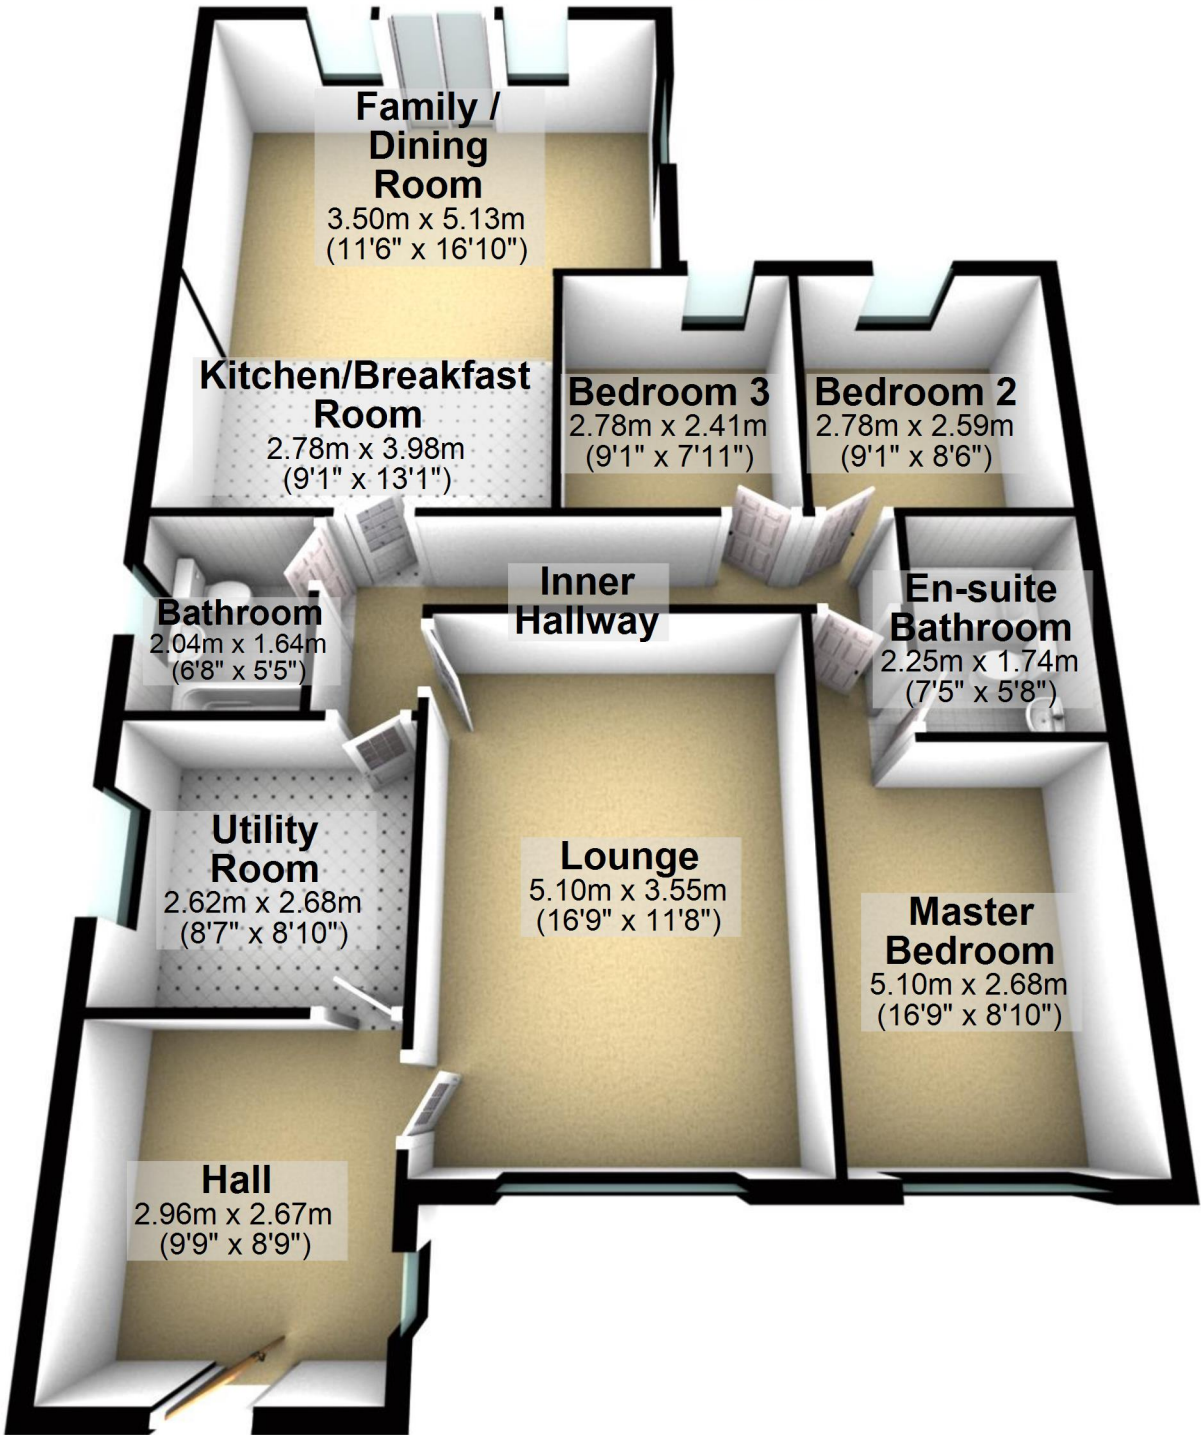 Family /
Dining
Room
3.50m x 5.13m
(11'6" x 16'10")
Kitchen/Breakfast
Room
2.78m x 3.98m
(9'1" x 13'1")
Bedroom 3
2.78m x 2.41m
(9'1" x 7'11")
Bedroom 2
2.78m x 2.59m
(9'1" x 8'6")
Inner
Hallway
Bathroom
2.04m x 1.64m
(6'8" x 5'5")
En-suite
Bathroom
2.25m x 1.74m
(7'5" x 5'8")
Utility
Room
2.62m x 2.68m
(8'7" x 8'10")
Lounge
5.10m x 3.55m
(16'9" x 11'8")
Master
Bedroom
5.10m x 2.68m
(16'9" x 8'10")
Hall
2.96m x 2.67m
(9'9" x 8'9")